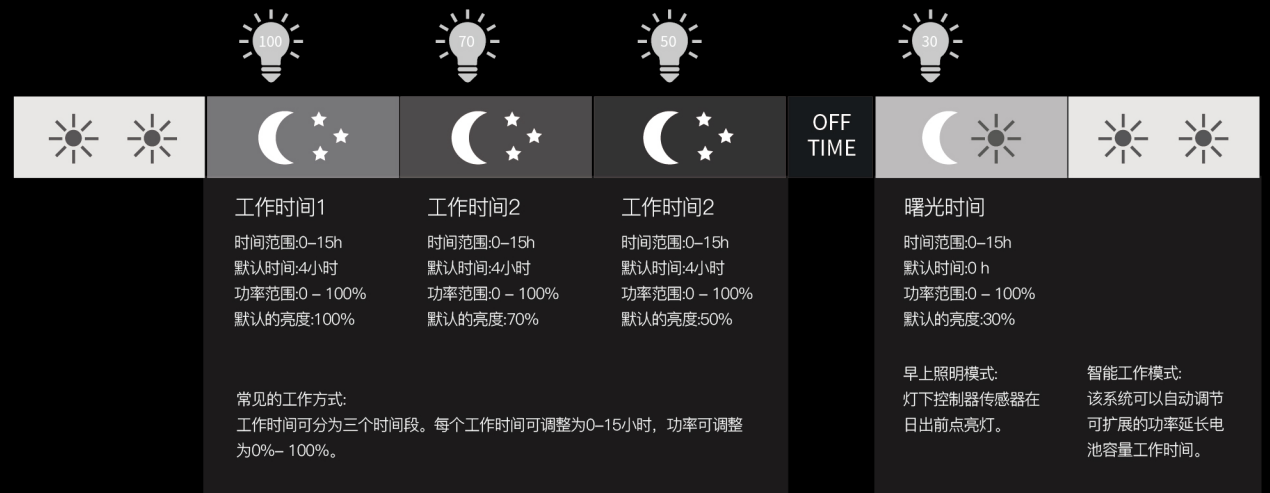 100
70
50
30
OFF
TIME
工作时间1
时间范围:0–15h
默认时间:4小时
功率范围:0 – 100%
默认的亮度:100%
工作时间2
时间范围:0–15h
默认时间:4小时
功率范围:0 – 100%
默认的亮度:70%
工作时间2
时间范围:0–15h
默认时间:4小时
功率范围:0 – 100%
默认的亮度:50%
常见的工作方式:
工作时间可分为三个时间段。每个工作时间可调整为0–15小时，功率可调整
为0%– 100%。
曙光时间
时间范围:0–15h
默认时间:0 h
功率范围:0 – 100%
默认的亮度:30%
早上照明模式:
灯下控制器传感器在
日出前点亮灯。
智能工作模式:
该系统可以自动调节
可扩展的功率延长电
池容量工作时间。